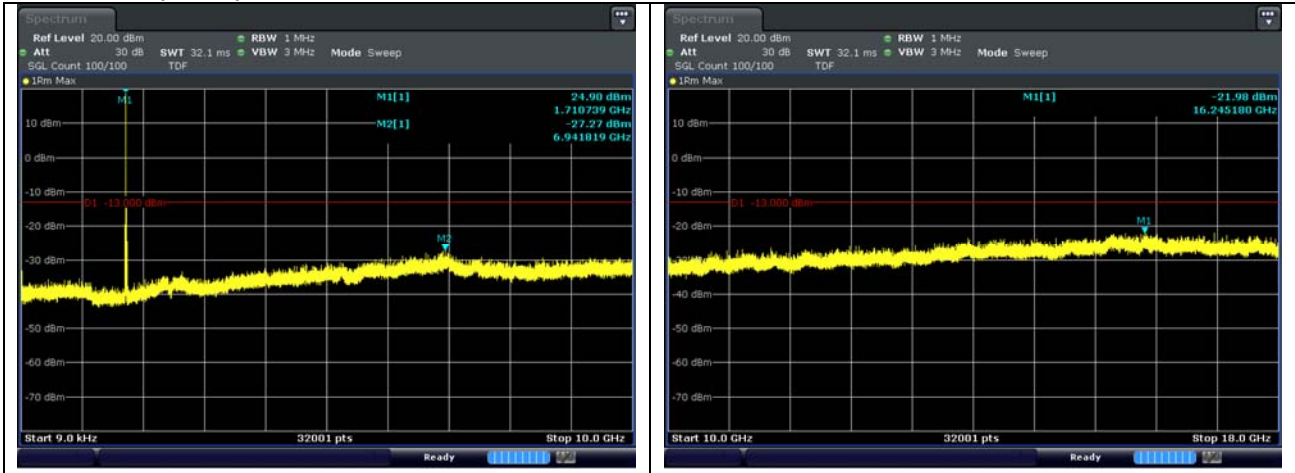 Spectrum
Ref Level 20.00 dBm RBW 1 MHz
Att 30 dB SWT 32.1 ms VBW 3 MHz Mode Sweep
SGL Count 100/100 TDF
1Rm Max
M1
M1[1] 24.90 dBm
1.710739 GHz
10 dBm
M2[1] -27.27 dBm
6.941819 GHz
0 dBm
-10 dBm
D1 -13.000 dBm
-20 dBm
M2
-30 dBm
-40 dBm
-50 dBm
-60 dBm
-70 dBm
Start 9.0 kHz 32001 pts Stop 10.0 GHz
Ready
Spectrum
Ref Level 20.00 dBm RBW 1 MHz
Att 30 dB SWT 32.1 ms VBW 3 MHz Mode Sweep
SGL Count 100/100 TDF
1Rm Max
M1[1] -21.98 dBm
16.245180 GHz
10 dBm
0 dBm
-10 dBm
D1 -13.000 dBm
-20 dBm
M1
-40 dBm
-50 dBm
-60 dBm
-70 dBm
Start 10.0 GHz 32001 pts Stop 18.0 GHz
Ready